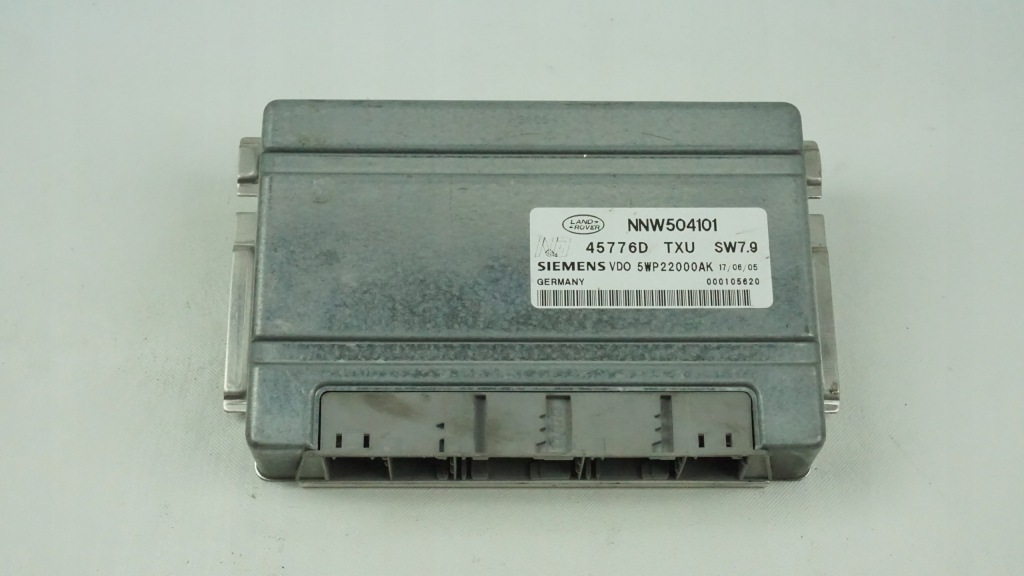 LAND ROVER NNW504101
45776D TXU SW7.9
SIEMENS VDO 5WP22000AK 17/06/05
GERMANY 000105620